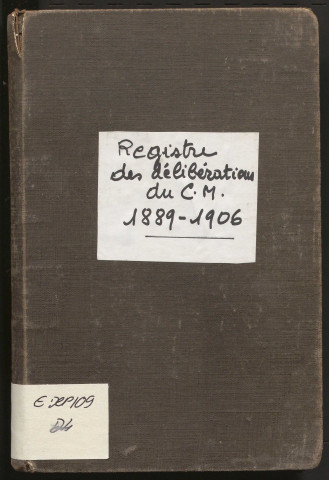 Registre
des délibérations
du C.M.
1889-1906
E.DEP109
D4